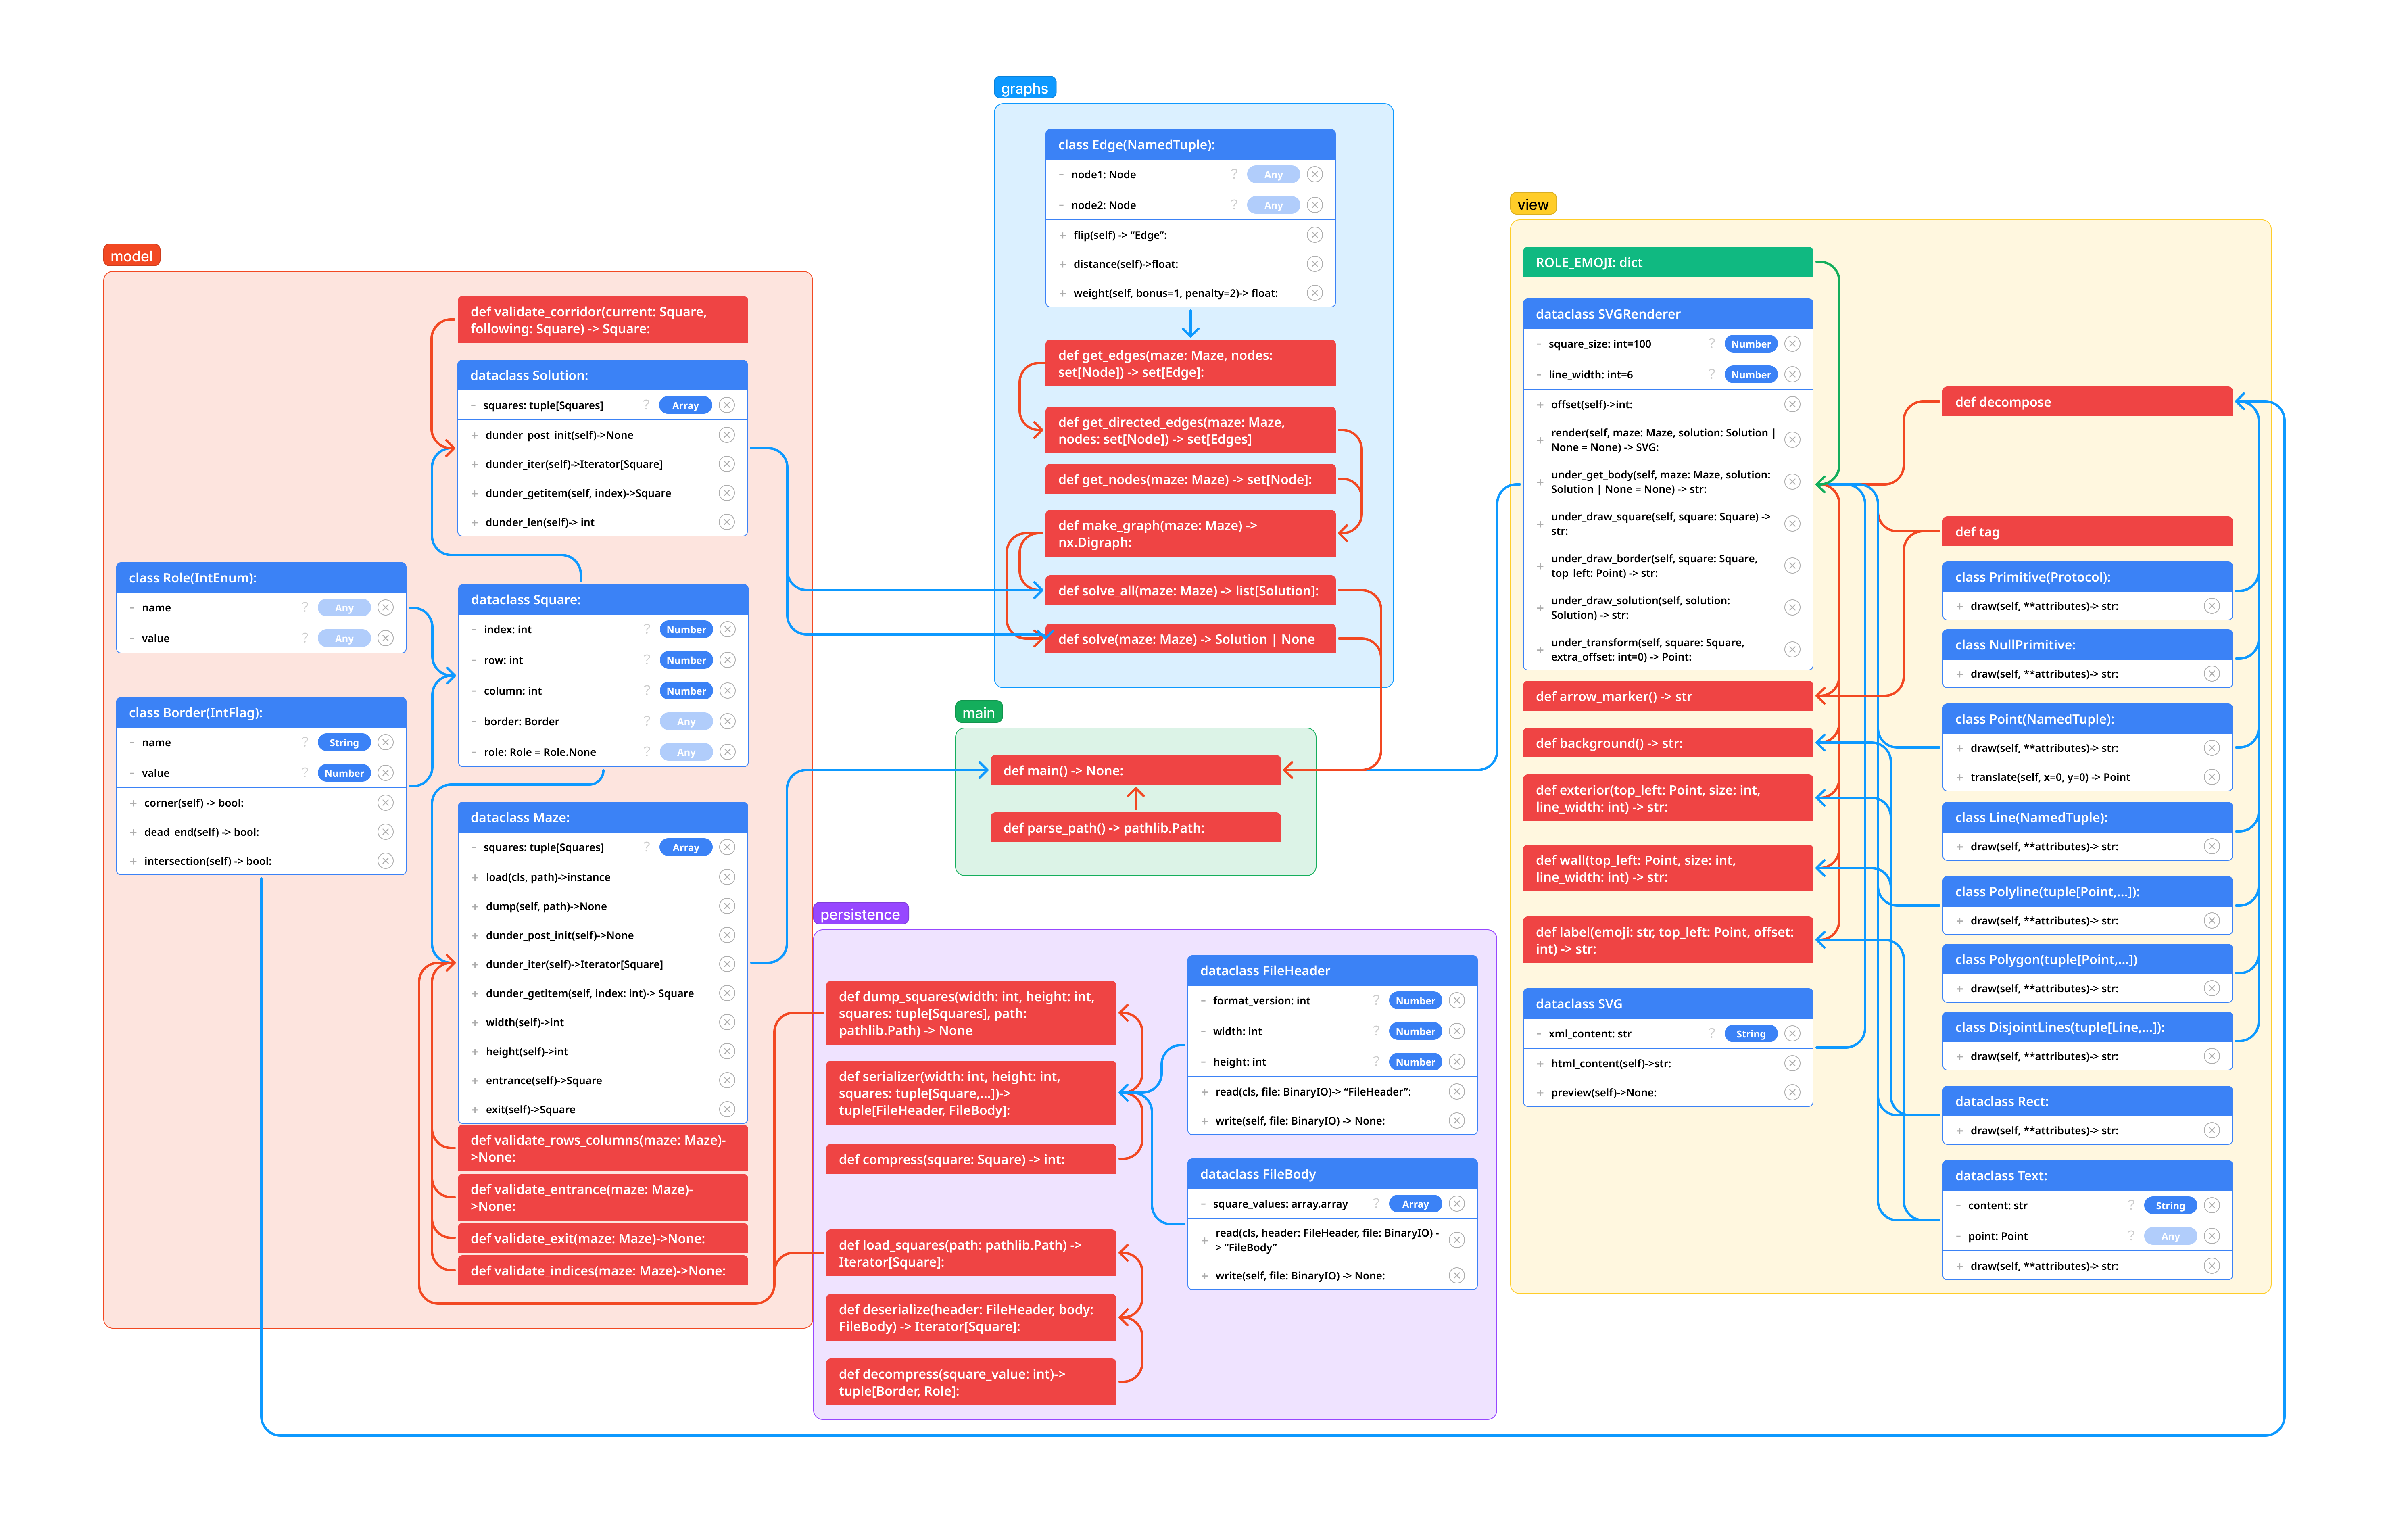 graphs
class Edge(NamedTuple):
- node1: Node ? Any
- node2: Node ? Any
+ flip(self) -> “Edge”:
+ distance(self)->float:
+ weight(self, bonus=1, penalty=2)-> float:
def get_edges(maze: Maze, nodes:
set[Node]) -> set[Edge]:
def get_directed_edges(maze: Maze,
nodes: set[Node]) -> set[Edges]
def get_nodes(maze: Maze) -> set[Node]:
def make_graph(maze: Maze) ->
nx.Digraph:
def solve_all(maze: Maze) -> list[Solution]:
def solve(maze: Maze) -> Solution | None
model
def validate_corridor(current: Square,
following: Square) -> Square:
dataclass Solution:
- squares: tuple[Squares] ? Array
+ dunder_post_init(self)->None
+ dunder_iter(self)->Iterator[Square]
+ dunder_getitem(self, index)->Square
+ dunder_len(self)-> int
class Role(IntEnum):
- name ? Any
- value ? Any
class Border(IntFlag):
- name ? String
- value ? Number
+ corner(self) -> bool:
+ dead_end(self) -> bool:
+ intersection(self) -> bool:
dataclass Square:
- index: int ? Number
- row: int ? Number
- column: int ? Number
- border: Border ? Any
- role: Role = Role.None ? Any
dataclass Maze:
- squares: tuple[Squares] ? Array
+ load(cls, path)->instance
+ dump(self, path)->None
+ dunder_post_init(self)->None
+ dunder_iter(self)->Iterator[Square]
+ dunder_getitem(self, index: int)-> Square
+ width(self)->int
+ height(self)->int
+ entrance(self)->Square
+ exit(self)->Square
def validate_rows_columns(maze: Maze)-
>None:
def validate_entrance(maze: Maze)-
>None:
def validate_exit(maze: Maze)->None:
def validate_indices(maze: Maze)->None:
main
def main() -> None:
def parse_path() -> pathlib.Path:
persistence
def dump_squares(width: int, height: int,
squares: tuple[Squares], path:
pathlib.Path) -> None
def serializer(width: int, height: int,
squares: tuple[Square,...])->
tuple[FileHeader, FileBody]:
def compress(square: Square) -> int:
def load_squares(path: pathlib.Path) ->
Iterator[Square]:
def deserialize(header: FileHeader, body:
FileBody) -> Iterator[Square]:
def decompress(square_value: int)->
tuple[Border, Role]:
dataclass FileHeader
- format_version: int ? Number
- width: int ? Number
- height: int ? Number
+ read(cls, file: BinaryIO)-> “FileHeader”:
+ write(self, file: BinaryIO) -> None:
dataclass FileBody
- square_values: array.array ? Array
+ read(cls, header: FileHeader, file: BinaryIO) -
> “FileBody”
+ write(self, file: BinaryIO) -> None:
view
ROLE_EMOJI: dict
dataclass SVGRenderer
- square_size: int=100 ? Number
- line_width: int=6 ? Number
+ offset(self)->int:
+ render(self, maze: Maze, solution: Solution |
None = None) -> SVG:
+ under_get_body(self, maze: Maze, solution:
Solution | None = None) -> str:
+ under_draw_square(self, square: Square) ->
str:
+ under_draw_border(self, square: Square,
top_left: Point) -> str:
+ under_draw_solution(self, solution:
Solution) -> str:
+ under_transform(self, square: Square,
extra_offset: int=0) -> Point:
def arrow_marker() -> str
def background() -> str:
def exterior(top_left: Point, size: int,
line_width: int) -> str:
def wall(top_left: Point, size: int,
line_width: int) -> str:
def label(emoji: str, top_left: Point, offset:
int) -> str:
dataclass SVG
- xml_content: str ? String
+ html_content(self)->str:
+ preview(self)->None:
def decompose
def tag
class Primitive(Protocol):
+ draw(self, **attributes)-> str:
class NullPrimitive:
+ draw(self, **attributes)-> str:
class Point(NamedTuple):
+ draw(self, **attributes)-> str:
+ translate(self, x=0, y=0) -> Point
class Line(NamedTuple):
+ draw(self, **attributes)-> str:
class Polyline(tuple[Point,...]):
+ draw(self, **attributes)-> str:
class Polygon(tuple[Point,...])
+ draw(self, **attributes)-> str:
class DisjointLines(tuple[Line,...]):
+ draw(self, **attributes)-> str:
dataclass Rect:
+ draw(self, **attributes)-> str:
dataclass Text:
- content: str ? String
- point: Point ? Any
+ draw(self, **attributes)-> str: